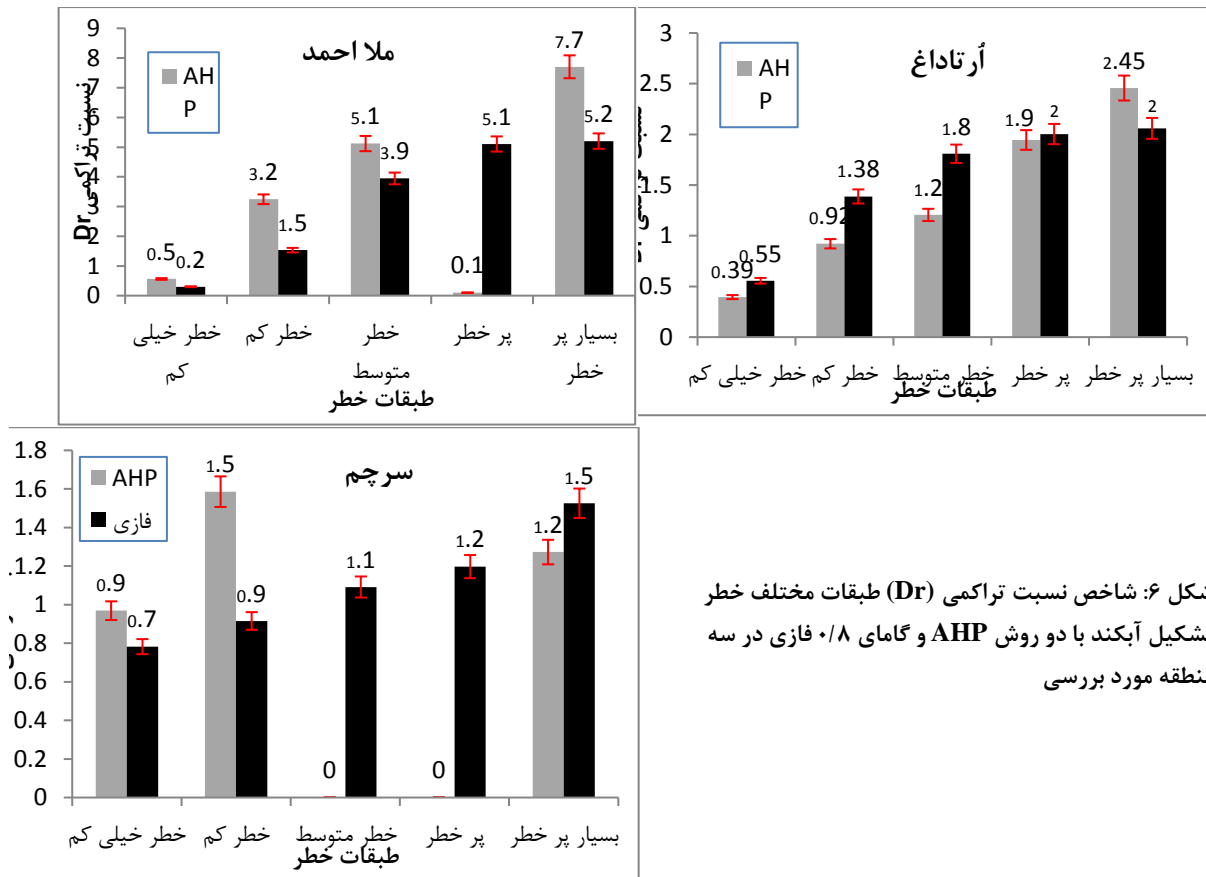 ملا احمد
AH
P
نسبت تراکمی Dr
9
8
7
6
5
4
3
2
1
0
0.5
0.2
3.2
1.5
5.1
3.9
0.1
5.1
7.7
5.2
خطر خیلی کم
خطر کم
خطر متوسط
پر خطر
بسیار پر خطر
طبقات خطر
أرتاداغ
AH
P
3
2.5
2
1.5
1
0.5
0
0.39
0.55
0.92
1.38
1.2
1.8
1.9
2
2.45
2
خطر خیلی کم
خطر کم
خطر متوسط
پر خطر
بسیار پر خطر
طبقات خطر
سرچم
AHP
فازی
1.8
1.6
1.4
1.2
1
0.8
0.6
0.4
0.2
0
0.9
0.7
1.5
0.9
0
1.1
0
1.2
1.2
1.5
خطر خیلی کم
خطر کم
خطر متوسط
پر خطر
بسیار پر خطر
طبقات خطر
شکل ۶: شاخص نسبت تراکمی (Dr) طبقات مختلف خطر
تشکیل آبکند با دو روش AHP و گامای ۰/۸ فازی در سه
منطقه مورد بررسی